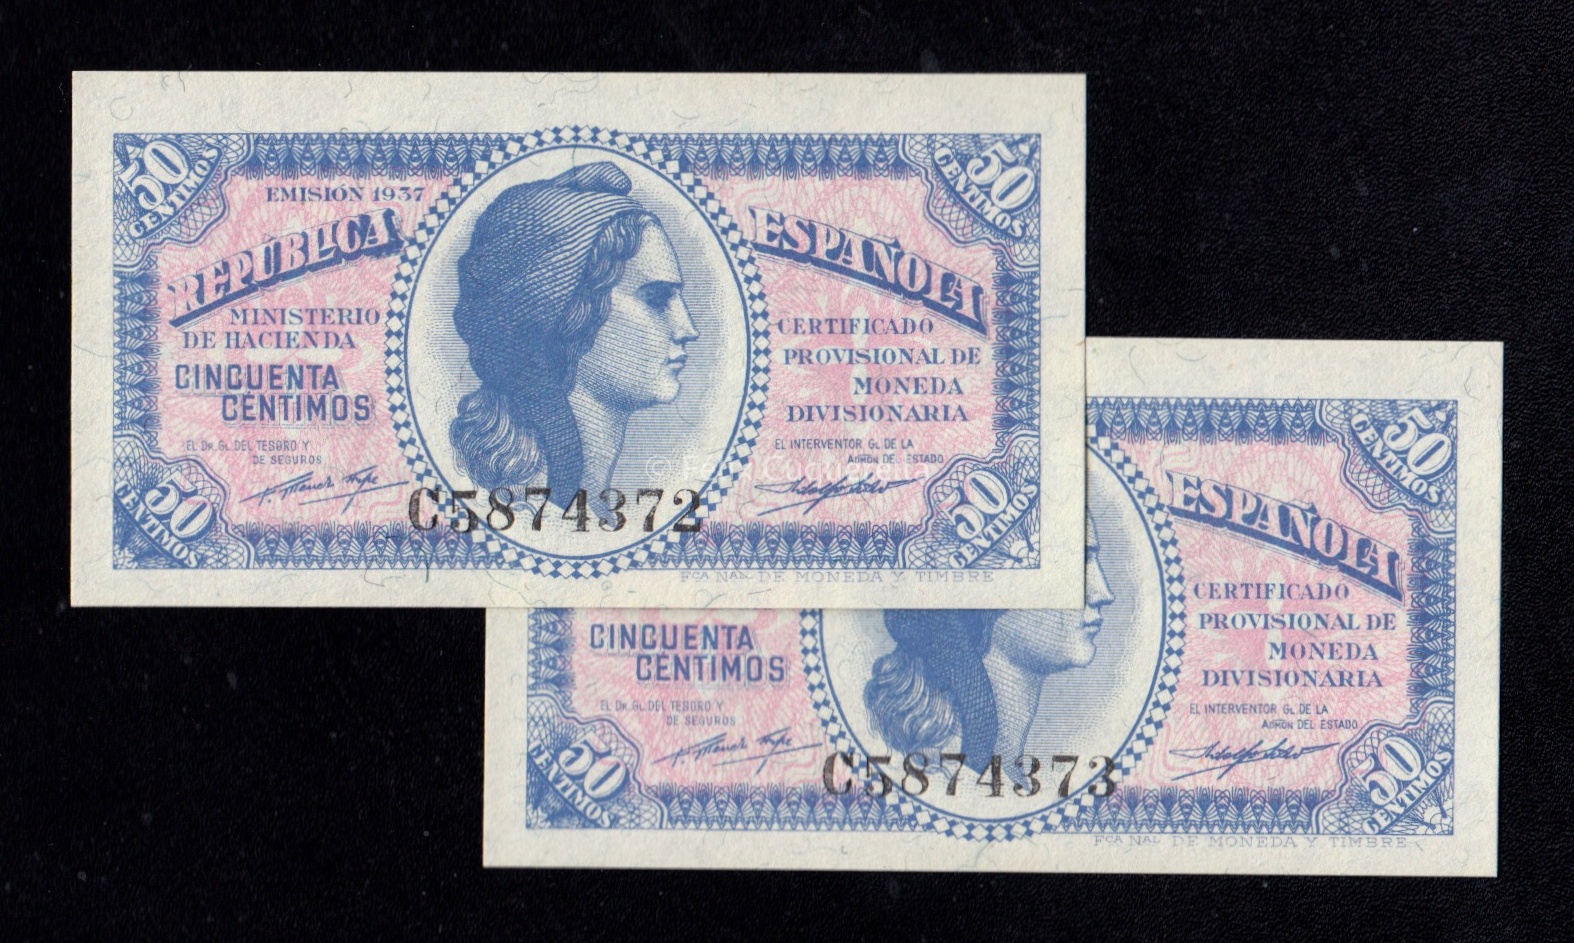 50
CENTIMOS
50
CENTIMOS
EMISIÓN 1937
REPUBLICA
ESPAÑOLA
MINISTERIO
DE HACIENDA
CINCUENTA
CENTIMOS
CERTIFICADO
PROVISIONAL DE
MONEDA
DIVISIONARIA
EL DR. GL. DEL TESORO Y
DE SEGUROS
EL INTERVENTOR GL. DE LA
ADMÓN DEL ESTADO
50
CENTIMOS
C5874372
50
CENTIMOS
FCA NAL DE MONEDA Y TIMBRE
50
CENTIMOS
ESPAÑOLA
CINCUENTA
CENTIMOS
CERTIFICADO
PROVISIONAL DE
MONEDA
DIVISIONARIA
EL DR. GL. DEL TESORO Y
DE SEGUROS
EL INTERVENTOR GL. DE LA
ADMÓN DEL ESTADO
50
CENTIMOS
C5874373
50
CENTIMOS
FCA NAL DE MONEDA Y TIMBRE